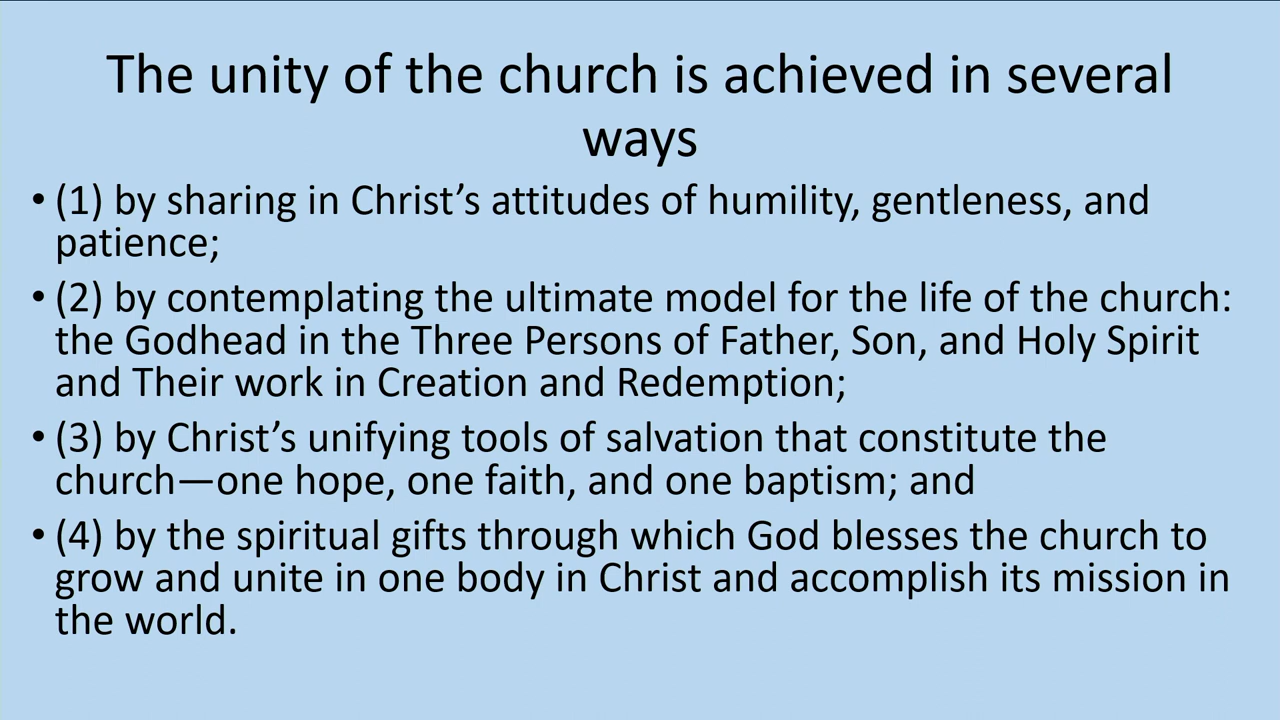 The unity of the church is achieved in several
ways
• (1) by sharing in Christ’s attitudes of humility, gentleness, and
patience;
• (2) by contemplating the ultimate model for the life of the church:
the Godhead in the Three Persons of Father, Son, and Holy Spirit
and Their work in Creation and Redemption;
• (3) by Christ’s unifying tools of salvation that constitute the
church—one hope, one faith, and one baptism; and
• (4) by the spiritual gifts through which God blesses the church to
grow and unite in one body in Christ and accomplish its mission in
the world.